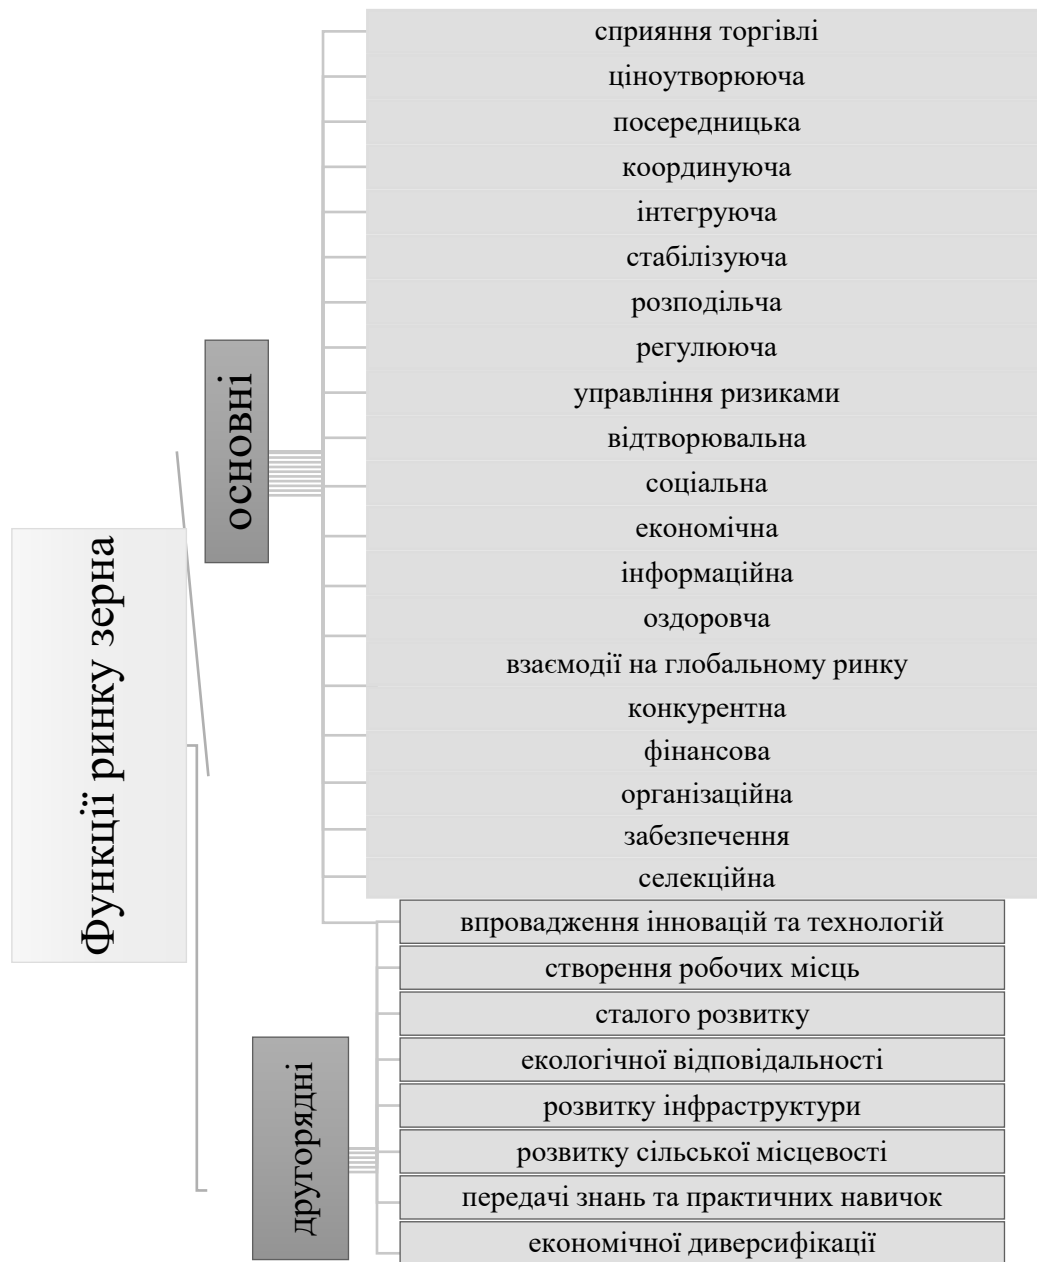 Функції ринку зерна
основні
сприяння торгівлі
ціноутворююча
посередницька
координуюча
інтегруюча
стабілізуюча
розподільча
регулююча
управління ризиками
відтворювальна
соціальна
економічна
інформаційна
оздоровча
взаємодії на глобальному ринку
конкурентна
фінансова
організаційна
забезпечення
селекційна
другорядні
впровадження інновацій та технологій
створення робочих місць
сталого розвитку
екологічної відповідальності
розвитку інфраструктури
розвитку сільської місцевості
передачі знань та практичних навичок
економічної диверсифікації